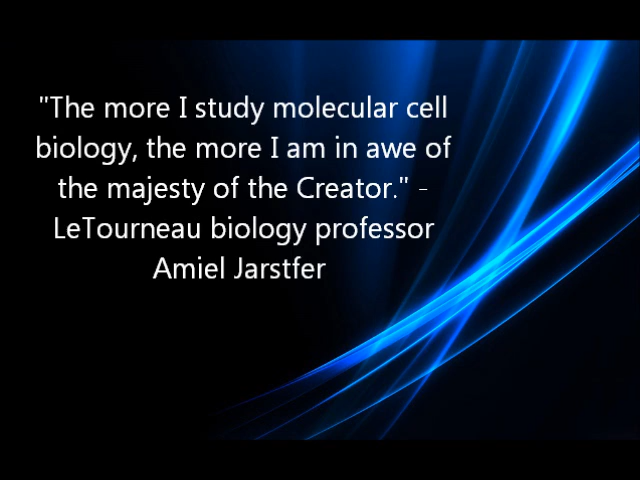 "The more I study molecular cell
biology, the more I am in awe of
the majesty of the Creator." -
LeTourneau biology professor
Amiel Jarstfer